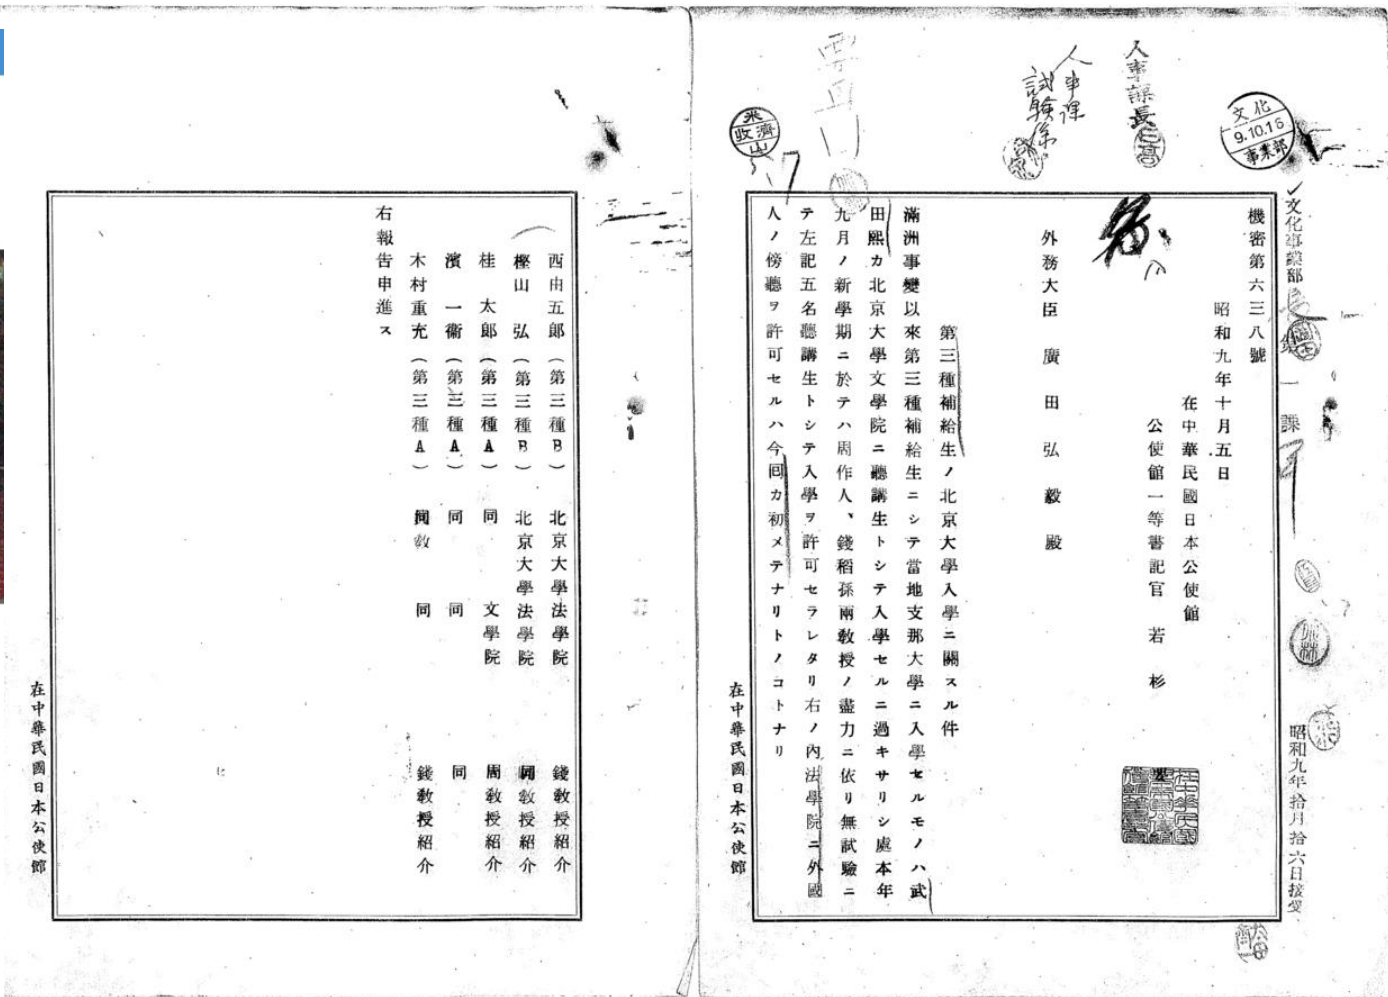 人事課長
人事課
試験係
文化
9.10.16
事業部
文化事業部
第一課
昭和九年拾月拾六日接受
機密第六三八號
昭和九年十月五日
在中華民國日本公使館
公使館一等書記官 若杉
外務大臣 廣田弘毅殿
第三種補給生ノ北京大學入學ニ關スル件
滿洲事變以來第三種補給生ニシテ當地支那大學ニ入學セルモノハ武
田熙カ北京大學文學院ニ聽講生トシテ入學セルニ過キサリシ處本年
九月ノ新學期ニ於テハ周作人、錢稻孫兩敎授ノ盡力ニ依リ無試驗ニ
テ左記五名聽講生トシテ入學ヲ許可セラレタリ右ノ內法學院ニ外國
人ノ傍聽ヲ許可セルハ今囘カ初メテナリトノコトナリ
在中華民國日本公使館
西由五郞(第三種B) 北京大學法學院 錢敎授紹介
樫山 弘(第三種B) 北京大學法學院 同敎授紹介
桂 太郞(第三種A) 同 文學院 周敎授紹介
濱 一衞(第三種A) 同 同 同
木村重充(第三種A) 同 同 錢敎授紹介
右報告申進ス
在中華民國日本公使館